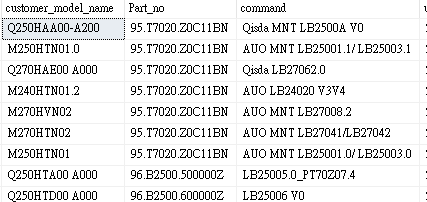 customer_model_name Part_no command
Q250HAA00-A200 95.T7020.Z0C11BN Qisda MNT LB2500A V0
M250HTN01.0 95.T7020.Z0C11BN AUO MNT LB25001.1/ LB25003.1
Q270HAE00 A000 95.T7020.Z0C11BN Qisda LB27062.0
M240HTN01.2 95.T7020.Z0C11BN AUO LB24020 V3V4
M270HVN02 95.T7020.Z0C11BN AUO MNT LB27008.2
M270HTN02 95.T7020.Z0C11BN AUO MNT LB27041/LB27042
M250HTN01 95.T7020.Z0C11BN AUO MNT LB25001.0/ LB25003.0
Q250HTA00 A000 96.B2500.500000Z LB25005.0_PT70Z07.4
Q250HTD00 A000 96.B2500.600000Z LB25006 V0